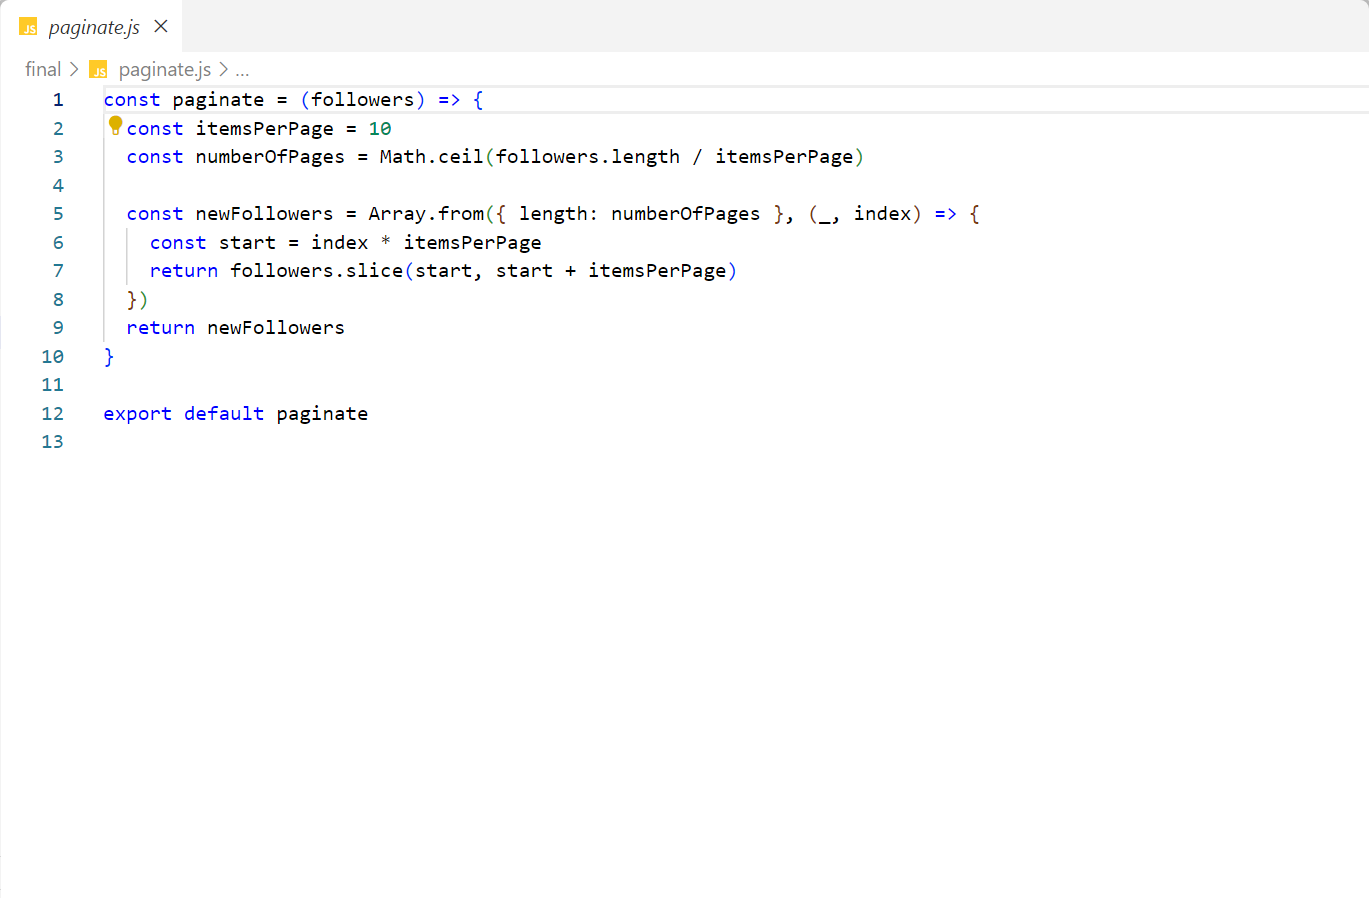 JS paginate.js
final > JS paginate.js > ...
1 const paginate = (followers) => {
2 const itemsPerPage = 10
3 const numberOfPages = Math.ceil(followers.length / itemsPerPage)
4
5 const newFollowers = Array.from({ length: numberOfPages }, (_, index) => {
6 const start = index * itemsPerPage
7 return followers.slice(start, start + itemsPerPage)
8 })
9 return newFollowers
10 }
11
12 export default paginate
13